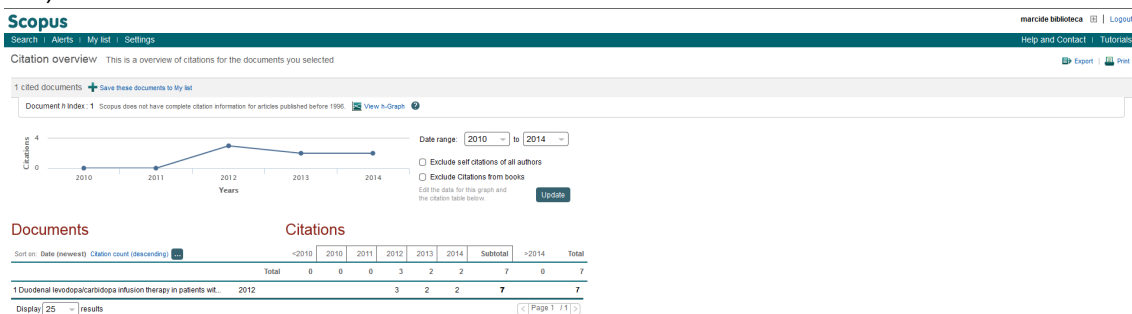 Scopus
marcide biblioteca | Logout
Search | Alerts | My list | Settings
Help and Contact | Tutorials
Citation overview This is a overview of citations for the documents you selected
Export | Print
1 cited documents Save these documents to My list
Document h Index : 1 Scopus does not have complete citation information for articles published before 1996. View h-Graph ?
Citations
4
0
2010 2011 2012 2013 2014
Years
Date range: 2010 to 2014
Exclude self citations of all authors
Exclude Citations from books
Edit the data for this graph and
the citation table below.
Update
Documents
Citations
Sort on: Date (newest) Citation count (descending) ...
<2010 2010 2011 2012 2013 2014 Subtotal >2014 Total
Total 0 0 0 3 2 2 7 0 7
1 Duodenal levodopa/carbidopa infusion therapy in patients wit... 2012 3 2 2 7 7
Display 25 results
< Page 1 / 1 >